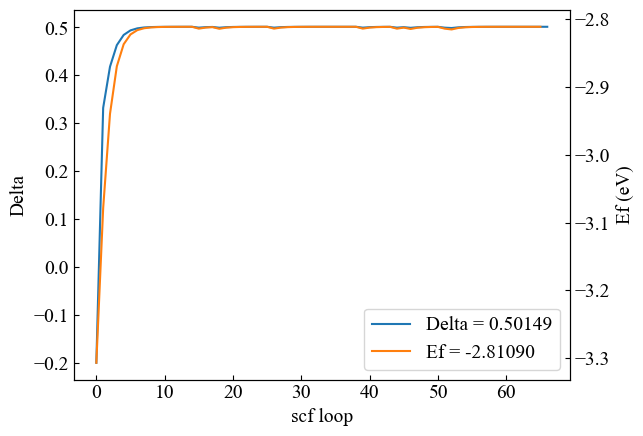 0.5
0.4
0.3
0.2
0.1
0.0
−0.1
−0.2
Delta
−2.8
−2.9
−3.0
−3.1
−3.2
−3.3
Ef (eV)
Delta = 0.50149
Ef = -2.81090
0 10 20 30 40 50 60
scf loop